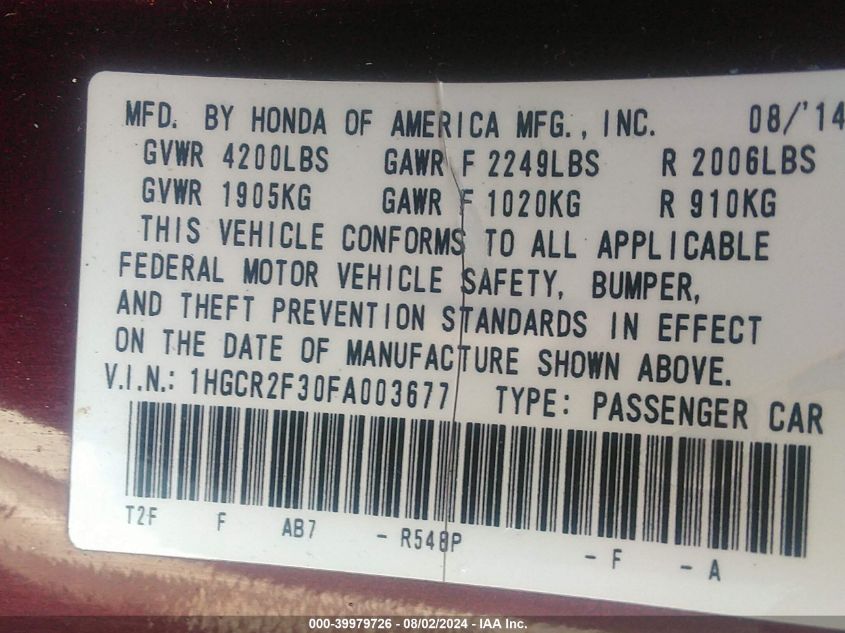 MFD. BY HONDA OF AMERICA MFG., INC. 08/'14
GVWR 4200LBS GAWR F 2249LBS R 2006LBS
GVWR 1905KG GAWR F 1020KG R 910KG
THIS VEHICLE CONFORMS TO ALL APPLICABLE
FEDERAL MOTOR VEHICLE SAFETY, BUMPER,
AND THEFT PREVENTION STANDARDS IN EFFECT
ON THE DATE OF MANUFACTURE SHOWN ABOVE.
V.I.N.: 1HGCR2F30FA003677 TYPE: PASSENGER CAR
T2F F AB7 - R548P - F - A
000-39979726 - 08/02/2024 - IAA Inc.